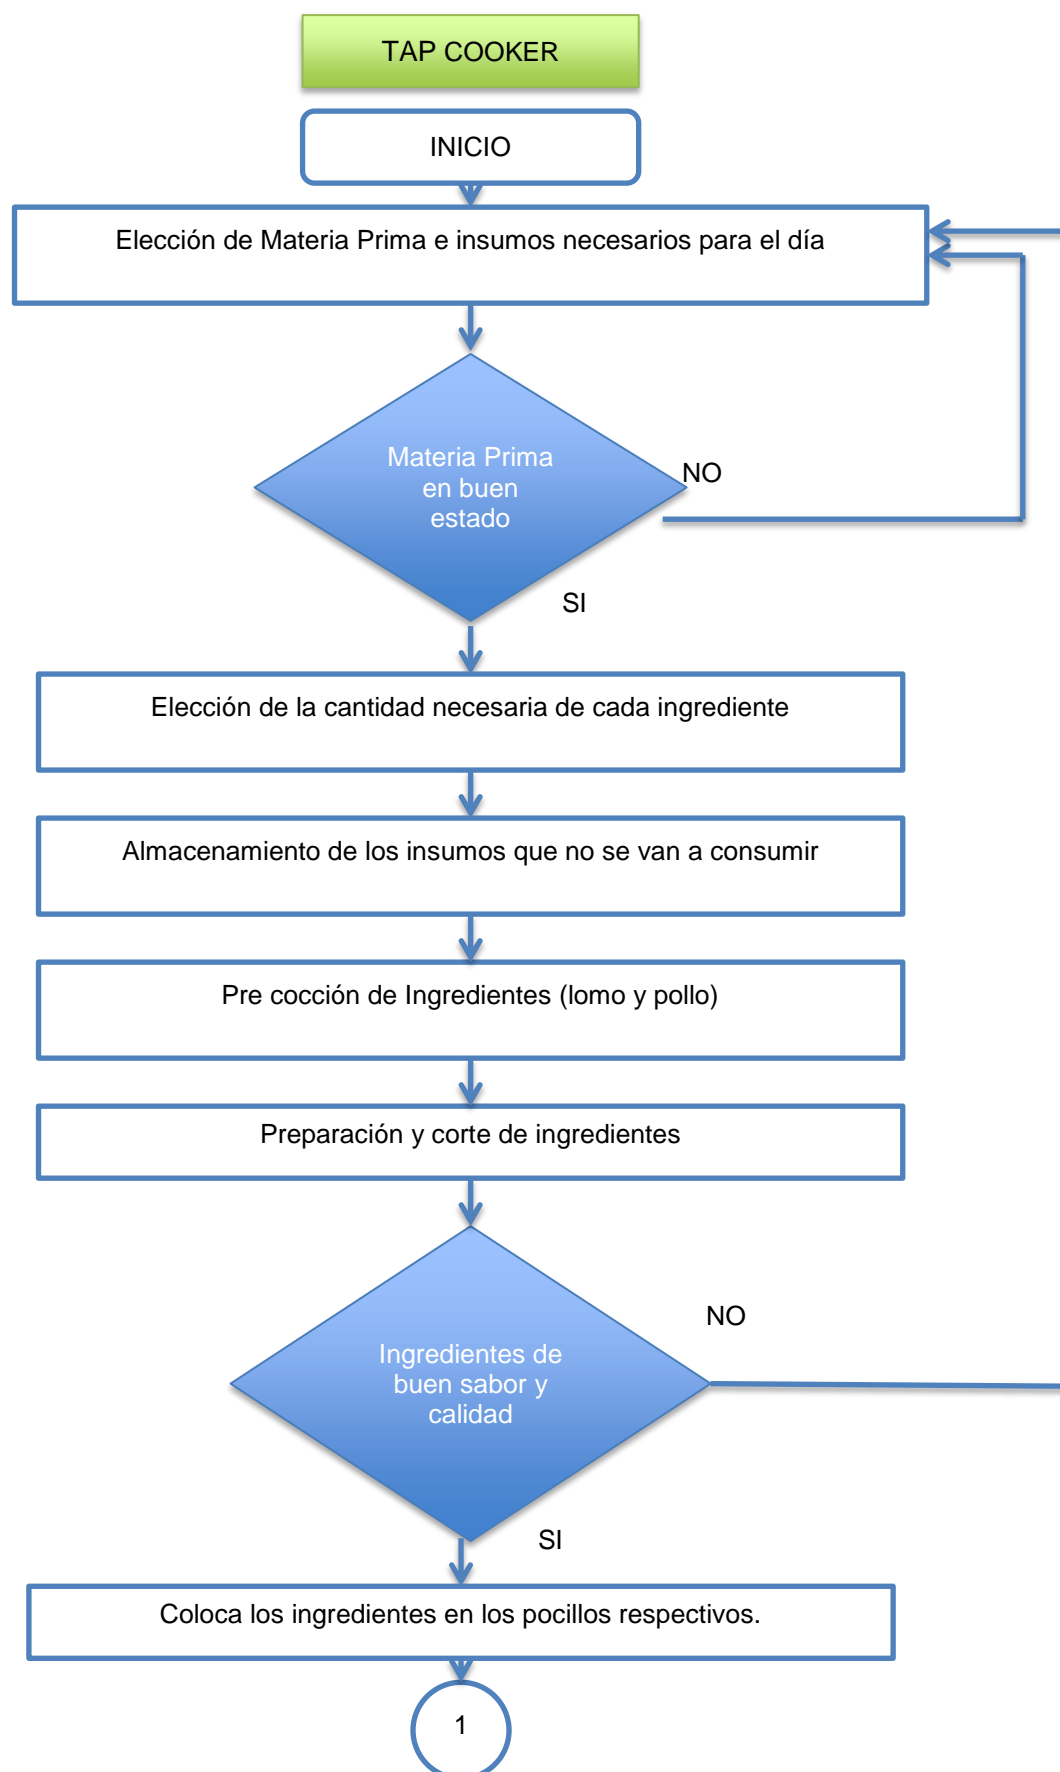 TAP COOKER
INICIO
Elección de Materia Prima e insumos necesarios para el día
Materia Prima
en buen
estado
NO
SI
Elección de la cantidad necesaria de cada ingrediente
Almacenamiento de los insumos que no se van a consumir
Pre cocción de Ingredientes (lomo y pollo)
Preparación y corte de ingredientes
NO
Ingredientes de
buen sabor y
calidad
SI
Coloca los ingredientes en los pocillos respectivos.
1